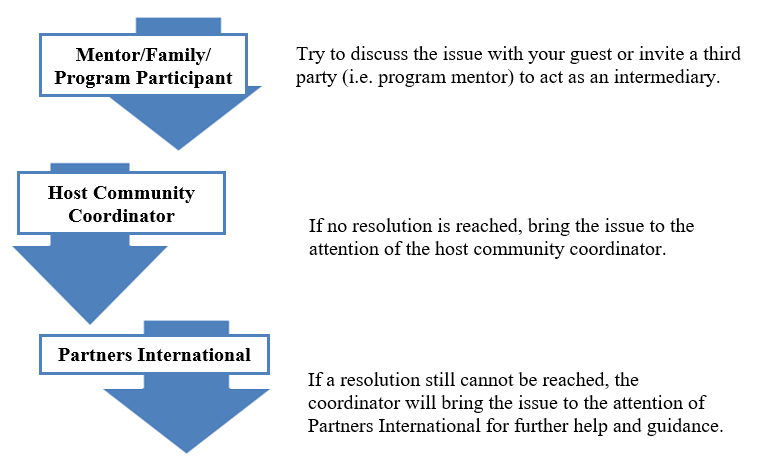 Mentor/Family/
Program Participant
Try to discuss the issue with your guest or invite a third
party (i.e. program mentor) to act as an intermediary.
Host Community
Coordinator
If no resolution is reached, bring the issue to the
attention of the host community coordinator.
Partners International
If a resolution still cannot be reached, the
coordinator will bring the issue to the attention of
Partners International for further help and guidance.